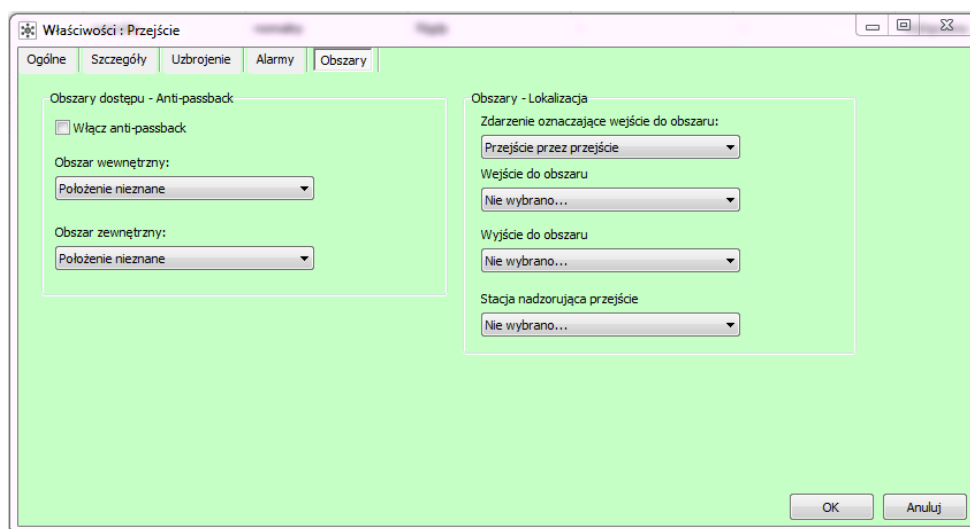 Właściwości : Przejście
Ogólne Szczegóły Uzbrojenie Alarmy Obszary
Obszary dostępu - Anti-passback
Włącz anti-passback
Obszar wewnętrzny:
Położenie nieznane
Obszar zewnętrzny:
Położenie nieznane
Obszary - Lokalizacja
Zdarzenie oznaczające wejście do obszaru:
Przejście przez przejście
Wejście do obszaru
Nie wybrano...
Wyjście do obszaru
Nie wybrano...
Stacja nadzorująca przejście
Nie wybrano...
OK Anuluj